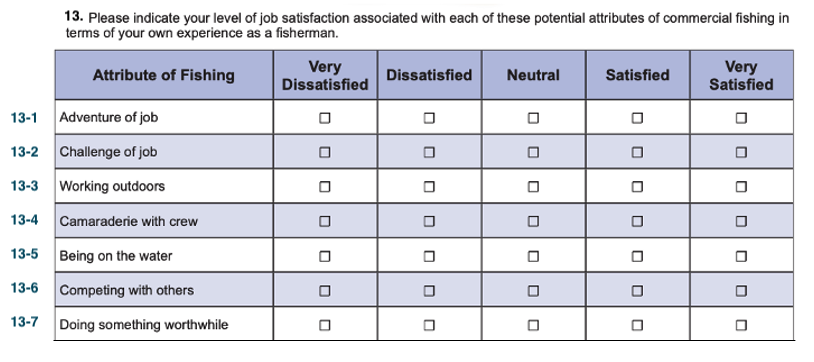 13. Please indicate your level of job satisfaction associated with each of these potential attributes of commercial fishing in
terms of your own experience as a fisherman.
Attribute of Fishing Very Dissatisfied Dissatisfied Neutral Satisfied Very Satisfied
13-1 Adventure of job ☐ ☐ ☐ ☐ ☐
13-2 Challenge of job ☐ ☐ ☐ ☐ ☐
13-3 Working outdoors ☐ ☐ ☐ ☐ ☐
13-4 Camaraderie with crew ☐ ☐ ☐ ☐ ☐
13-5 Being on the water ☐ ☐ ☐ ☐ ☐
13-6 Competing with others ☐ ☐ ☐ ☐ ☐
13-7 Doing something worthwhile ☐ ☐ ☐ ☐ ☐